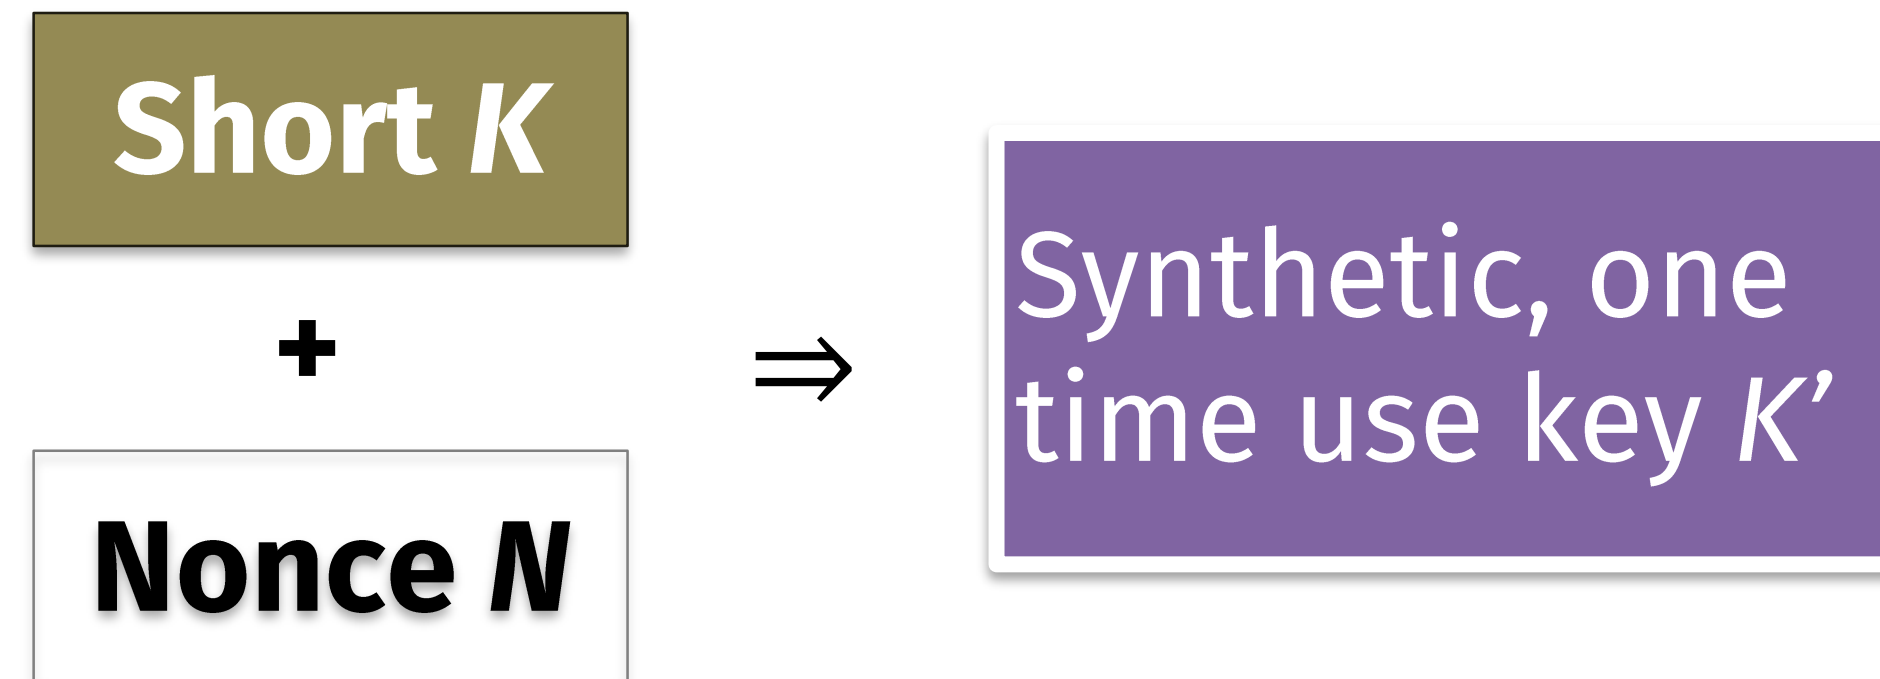 Short K
+
Nonce N
⇒
Synthetic, one
time use key K’